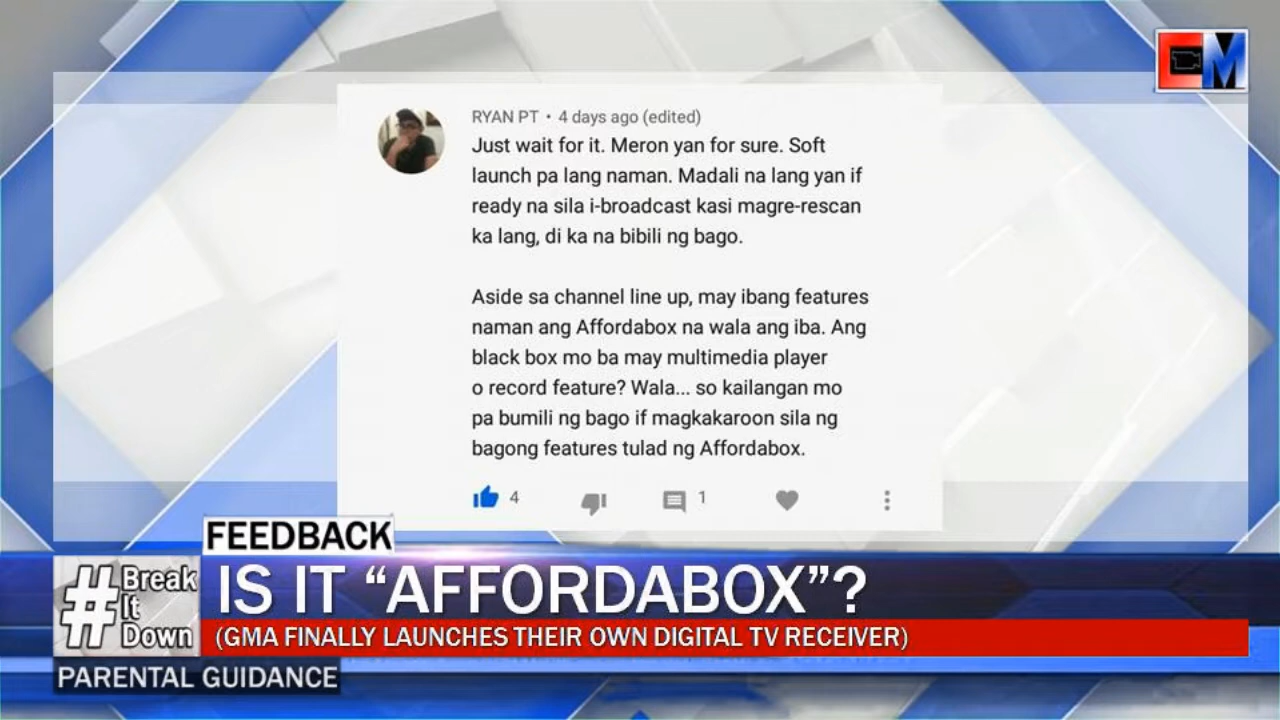 M
RYAN PT • 4 days ago (edited)
Just wait for it. Meron yan for sure. Soft
launch pa lang naman. Madali na lang yan if
ready na sila i-broadcast kasi magre-rescan
ka lang, di ka na bibili ng bago.
Aside sa channel line up, may ibang features
naman ang Affordabox na wala ang iba. Ang
black box mo ba may multimedia player
o record feature? Wala... so kailangan mo
pa bumili ng bago if magkakaroon sila ng
bagong features tulad ng Affordabox.
4
1
FEEDBACK
#Break
It
Down
IS IT “AFFORDABOX”?
(GMA FINALLY LAUNCHES THEIR OWN DIGITAL TV RECEIVER)
PARENTAL GUIDANCE